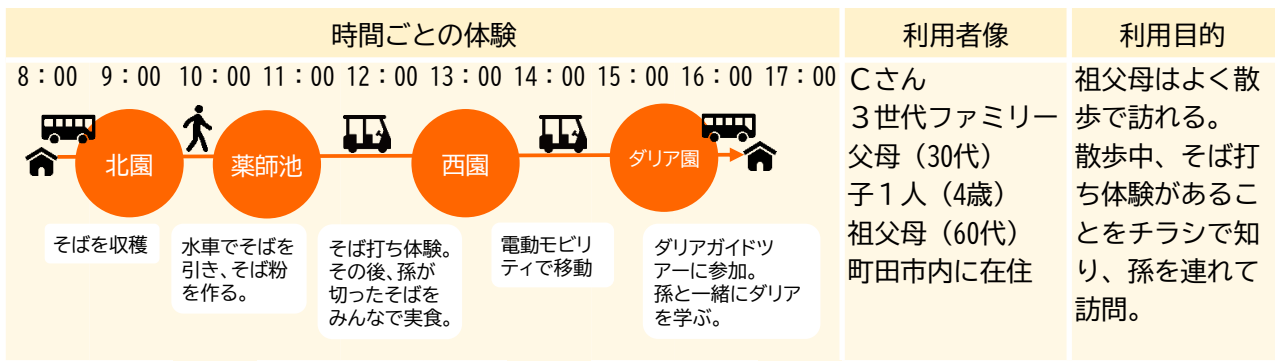 時間ごとの体験
利用者像
利用目的
8：00 9：00 10：00 11：00 12：00 13：00 14：00 15：00 16：00 17：00
北園
薬師池
西園
ダリア園
そばを収穫
水車でそばを
引き、そば粉
を作る。
そば打ち体験。
その後、孫が
切ったそばを
みんなで実食。
電動モビリ
ティで移動
ダリアガイドツ
アーに参加。
孫と一緒にダリア
を学ぶ。
Ｃさん
３世代ファミリー
父母（30代）
子１人（4歳）
祖父母（60代）
町田市内に在住
祖父母はよく散
歩で訪れる。
散歩中、そば打
ち体験があるこ
とをチラシで知
り、孫を連れて
訪問。